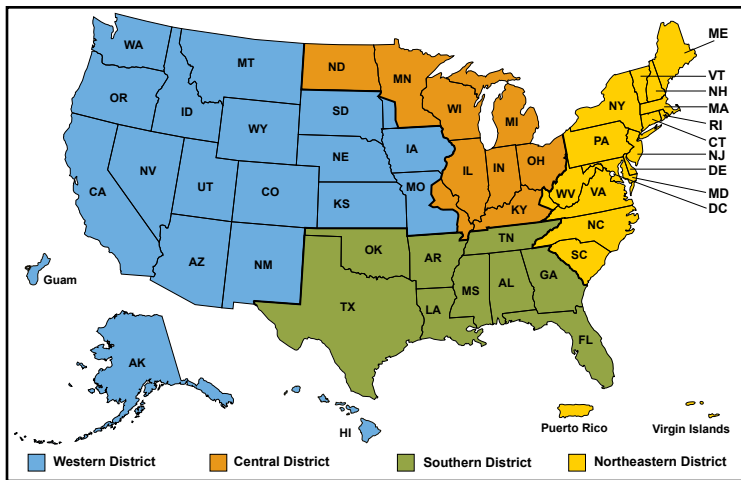 ME
WA
MT
ND
MN
VT
NH
OR
ID
SD
WI
NY
MA
WY
MI
RI
CT
PA
NE
IA
NJ
NV
OH
DE
UT
IL
IN
CA
CO
MO
WV
VA
MD
KS
KY
DC
NC
TN
OK
AZ
NM
AR
SC
Guam
MS
AL
GA
TX
LA
FL
AK
HI
Puerto Rico
Virgin Islands
Western District
Central District
Southern District
Northeastern District